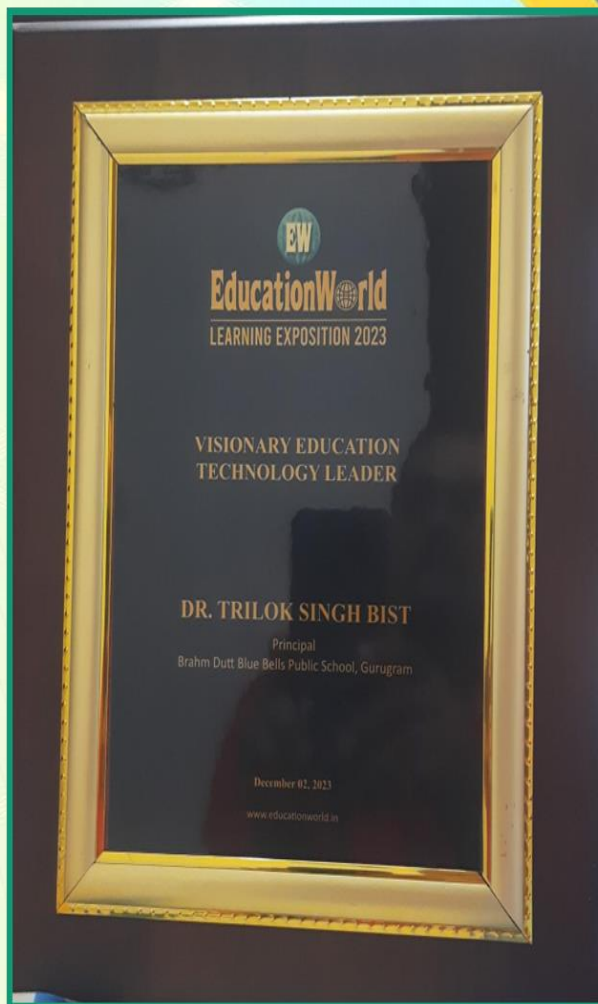 EW
EducationWorld
LEARNING EXPOSITION 2023
VISIONARY EDUCATION
TECHNOLOGY LEADER
DR. TRILOK SINGH BIST
Principal
Brahm Dutt Blue Bells Public School, Gurugram
December 02, 2023
www.educationworld.in